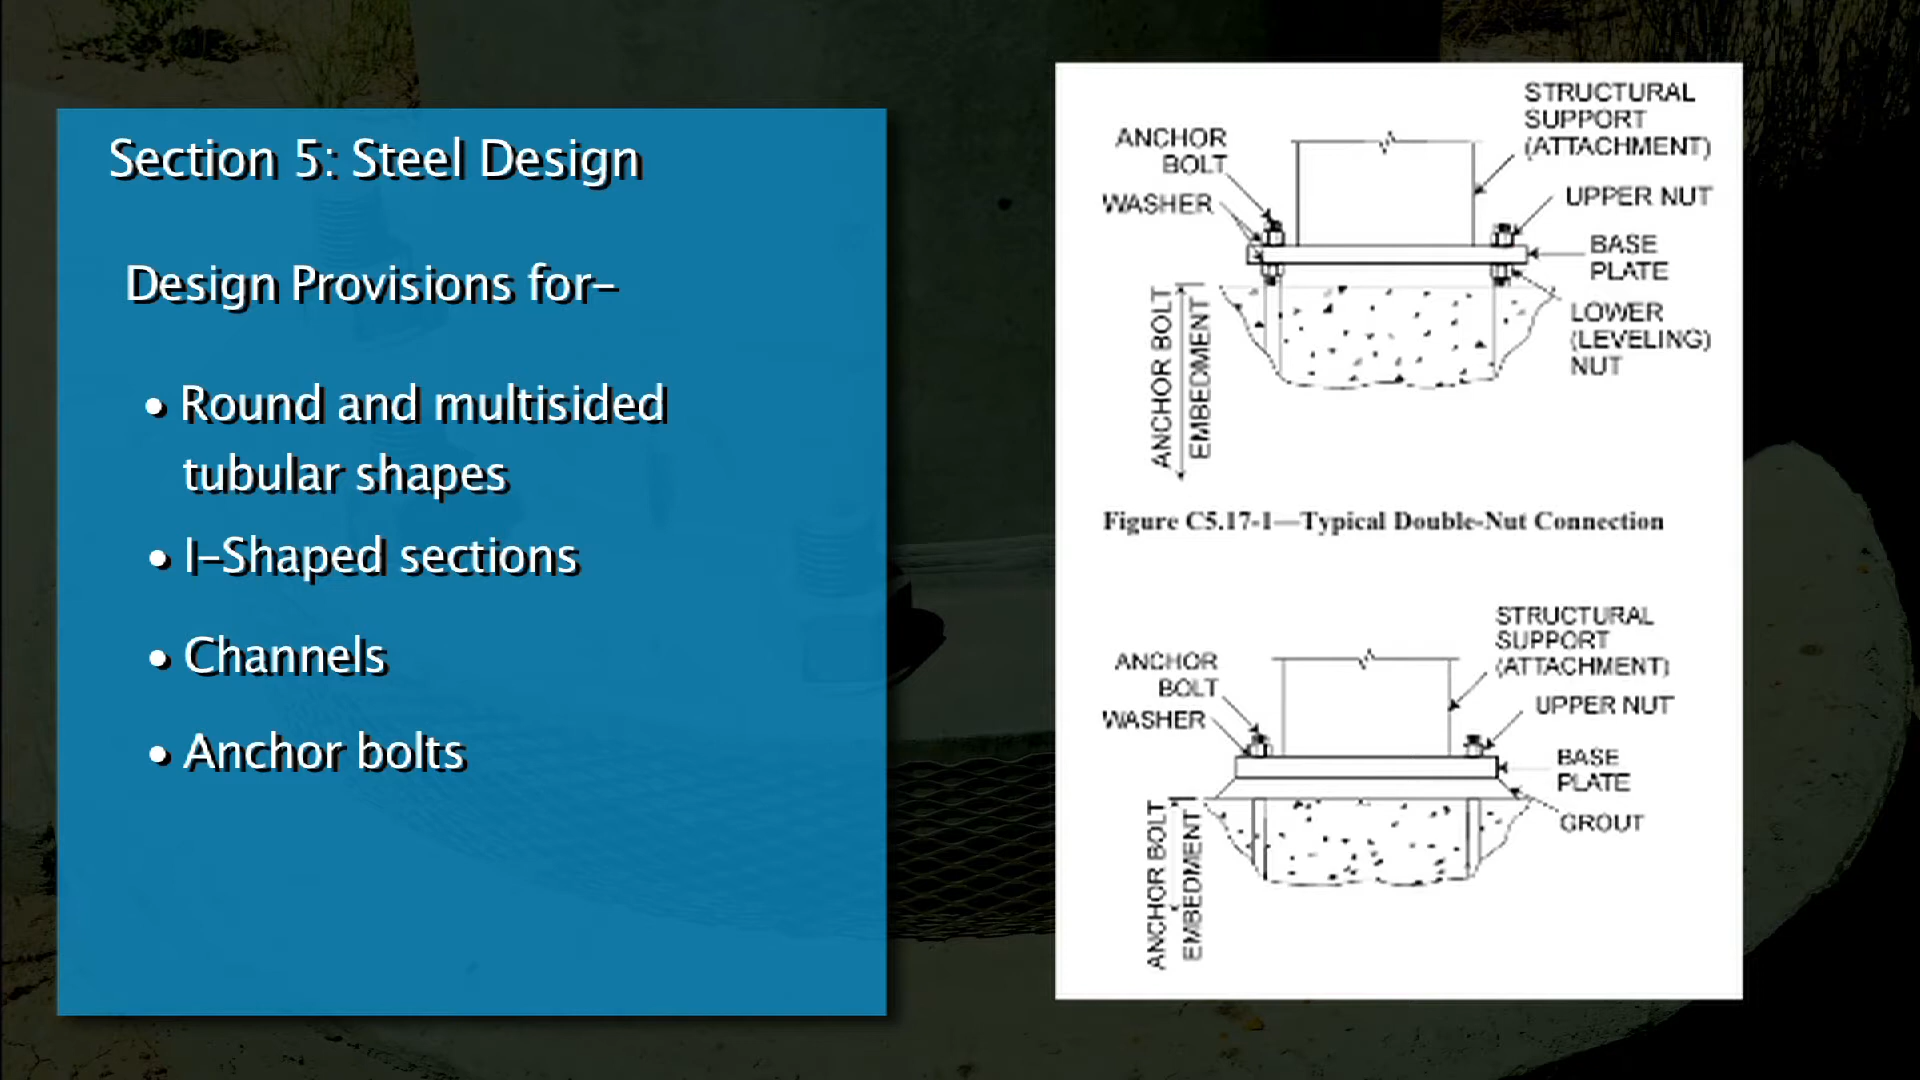 Section 5: Steel Design
Design Provisions for-
• Round and multisided
tubular shapes
• I-Shaped sections
• Channels
• Anchor bolts
STRUCTURAL
SUPPORT
(ATTACHMENT)
ANCHOR
BOLT
WASHER
UPPER NUT
BASE
PLATE
LOWER
(LEVELING)
NUT
ANCHOR BOLT
EMBEDMENT
Figure C5.17-1—Typical Double-Nut Connection
STRUCTURAL
SUPPORT
(ATTACHMENT)
ANCHOR
BOLT
WASHER
UPPER NUT
BASE
PLATE
GROUT
ANCHOR BOLT
EMBEDMENT